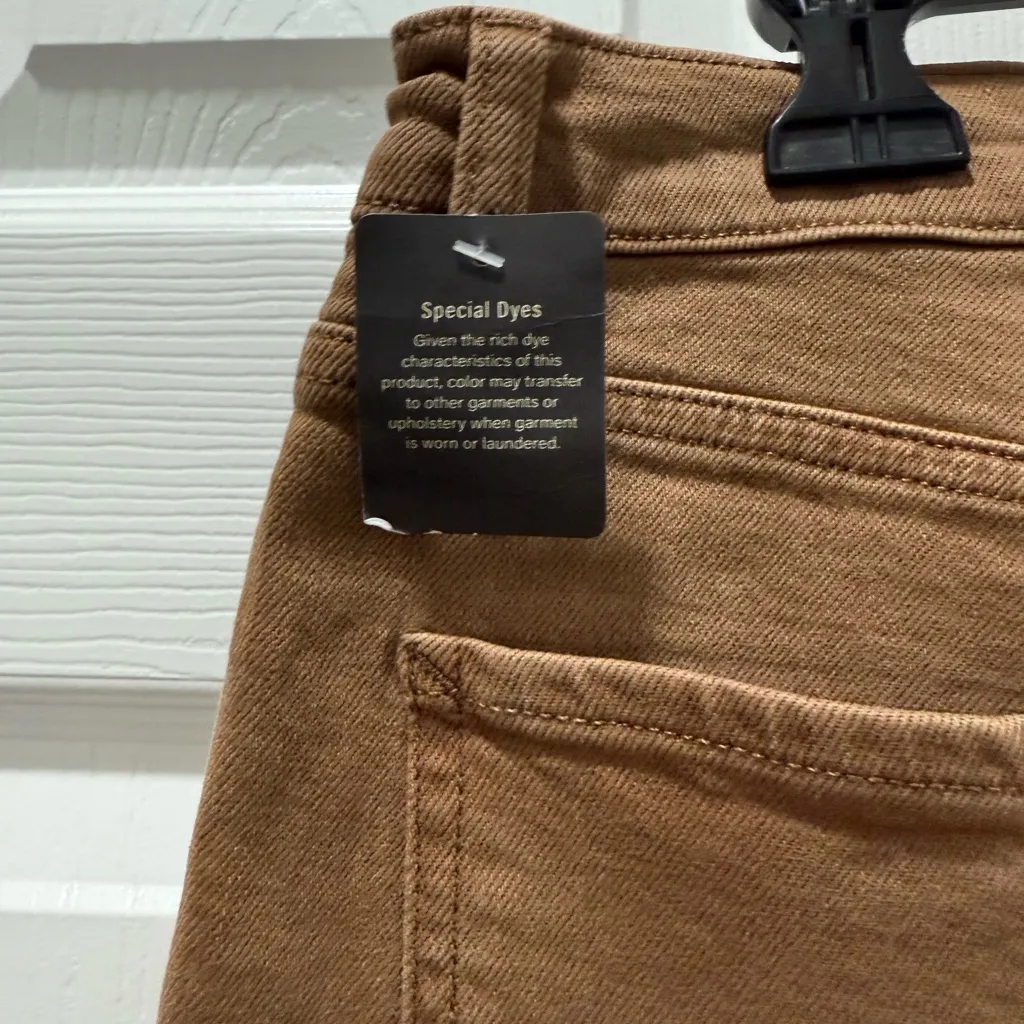 Special Dyes
Given the rich dye
characteristics of this
product, color may transfer
to other garments or
upholstery when garment
is worn or laundered.